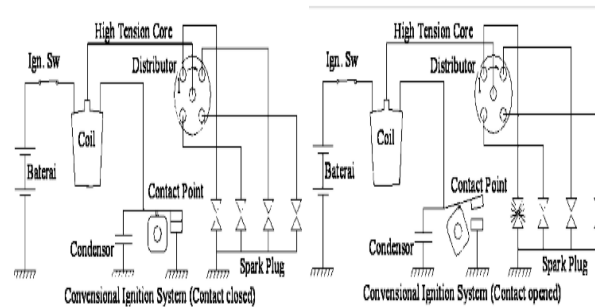 High Tension Core
Ign. Sw
Distributor
Coil
Baterai
Contact Point
Condensor
Spark Plug
Convensional Ignition System (Contact closed)
High Tension Core
Ign. Sw
Distributor
Coil
Baterai
Contact Point
Condensor
Spark Plug
Convensional Ignition System (Contact opened)